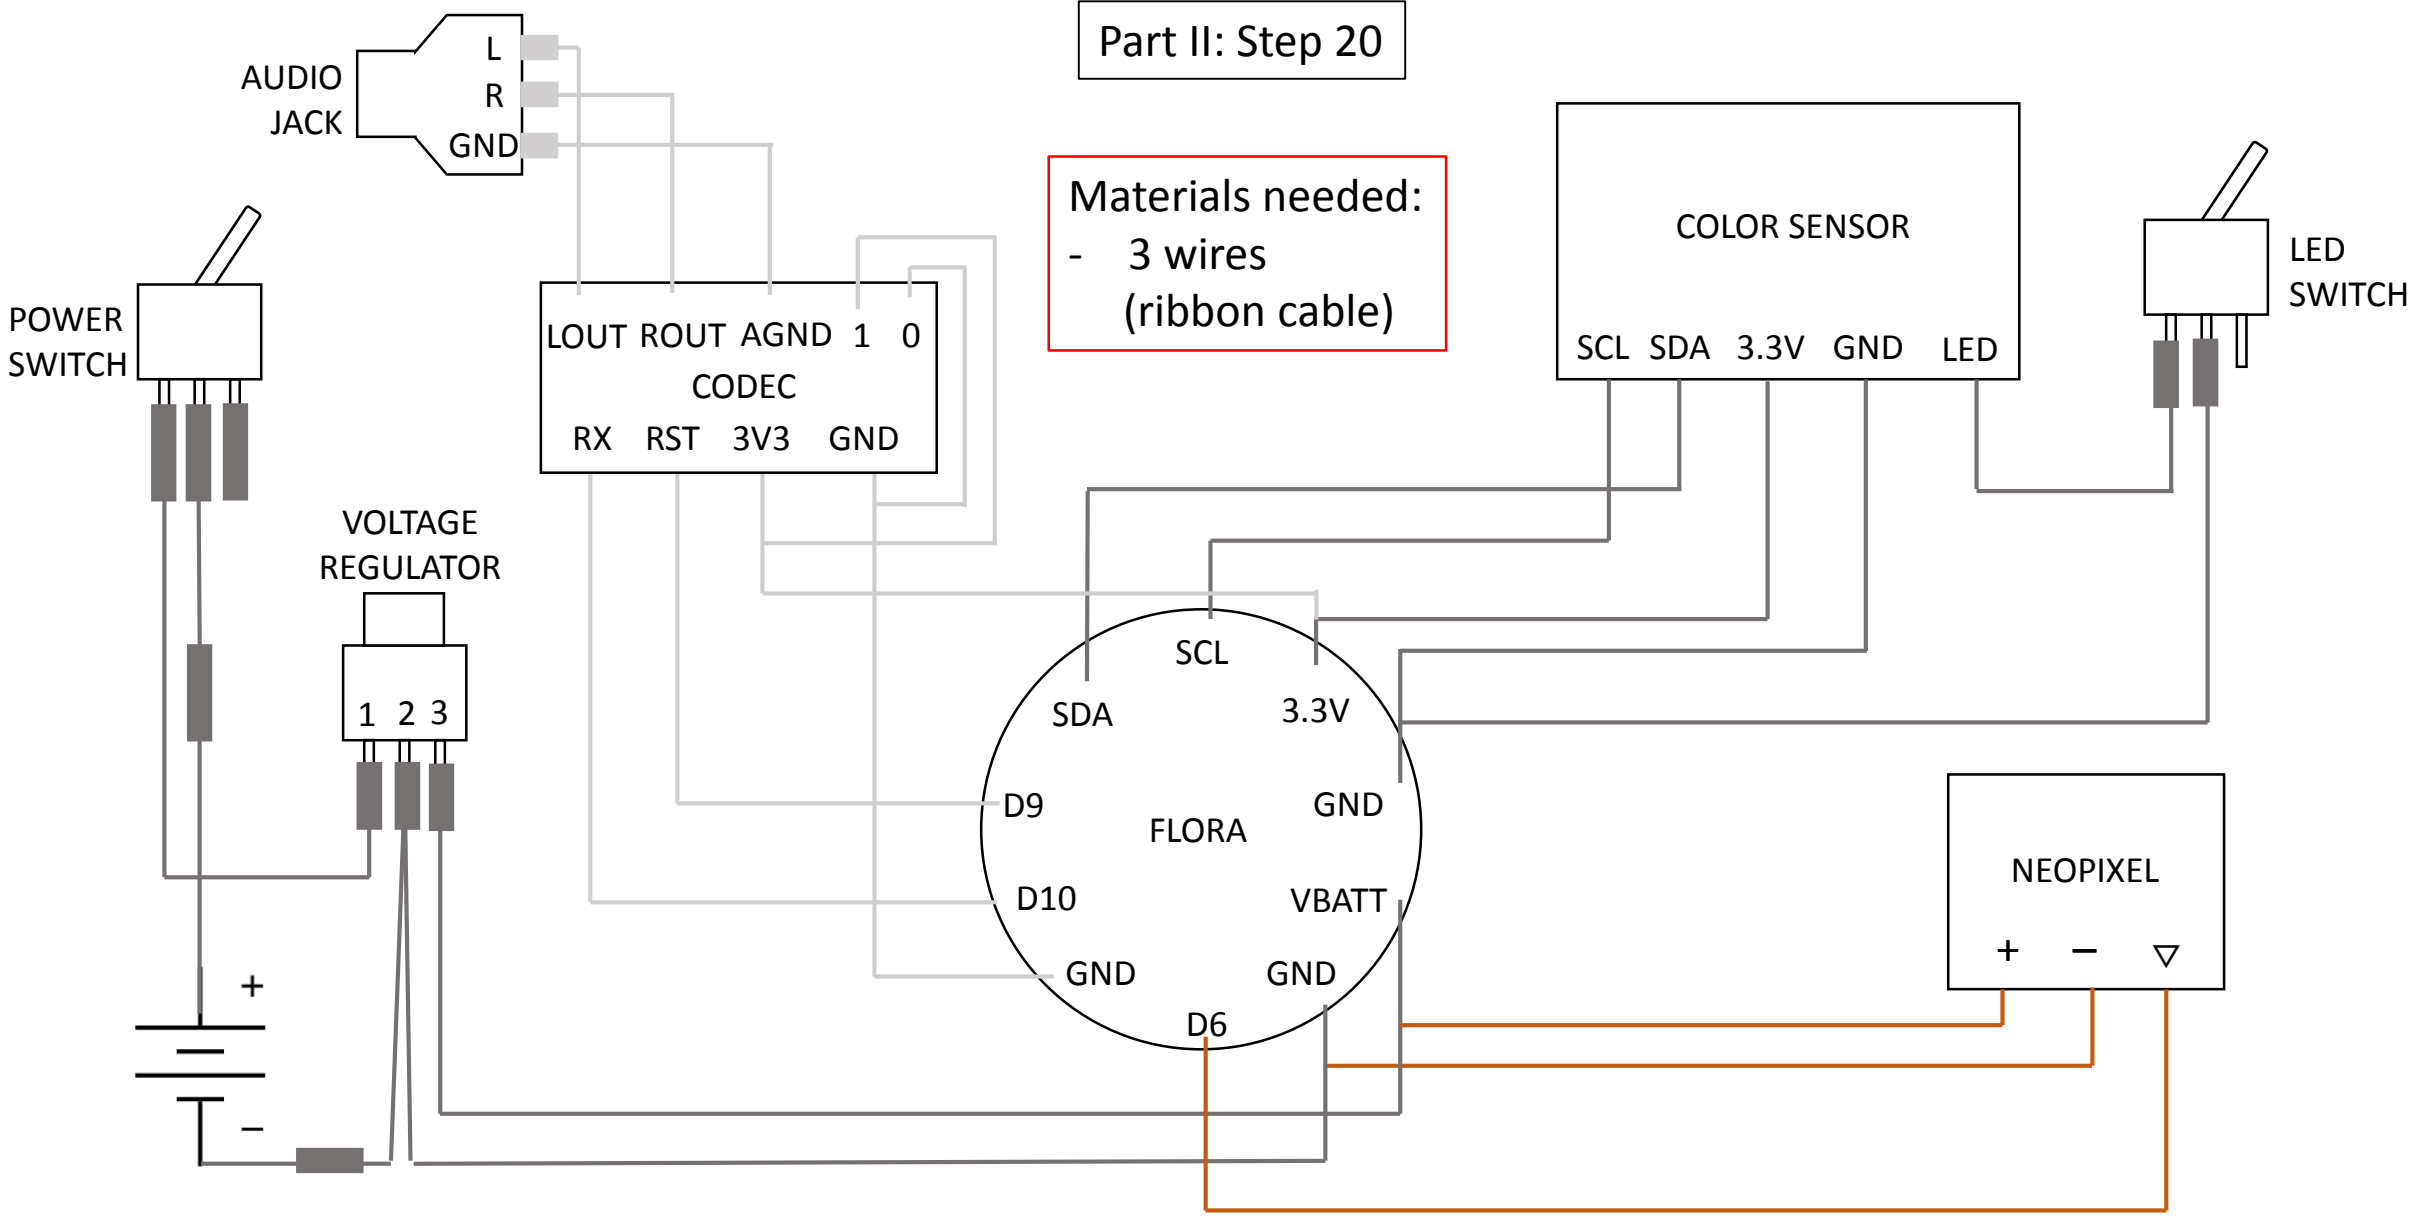 Part II: Step 20
AUDIO
JACK
L
R
GND
Materials needed:
- 3 wires
(ribbon cable)
COLOR SENSOR
SCL SDA 3.3V GND LED
LED
SWITCH
POWER
SWITCH
LOUT ROUT AGND 1 0
CODEC
RX RST 3V3 GND
VOLTAGE
REGULATOR
1 2 3
SCL
SDA
3.3V
D9
GND
FLORA
D10
VBATT
GND
GND
D6
NEOPIXEL
+ −
+
−